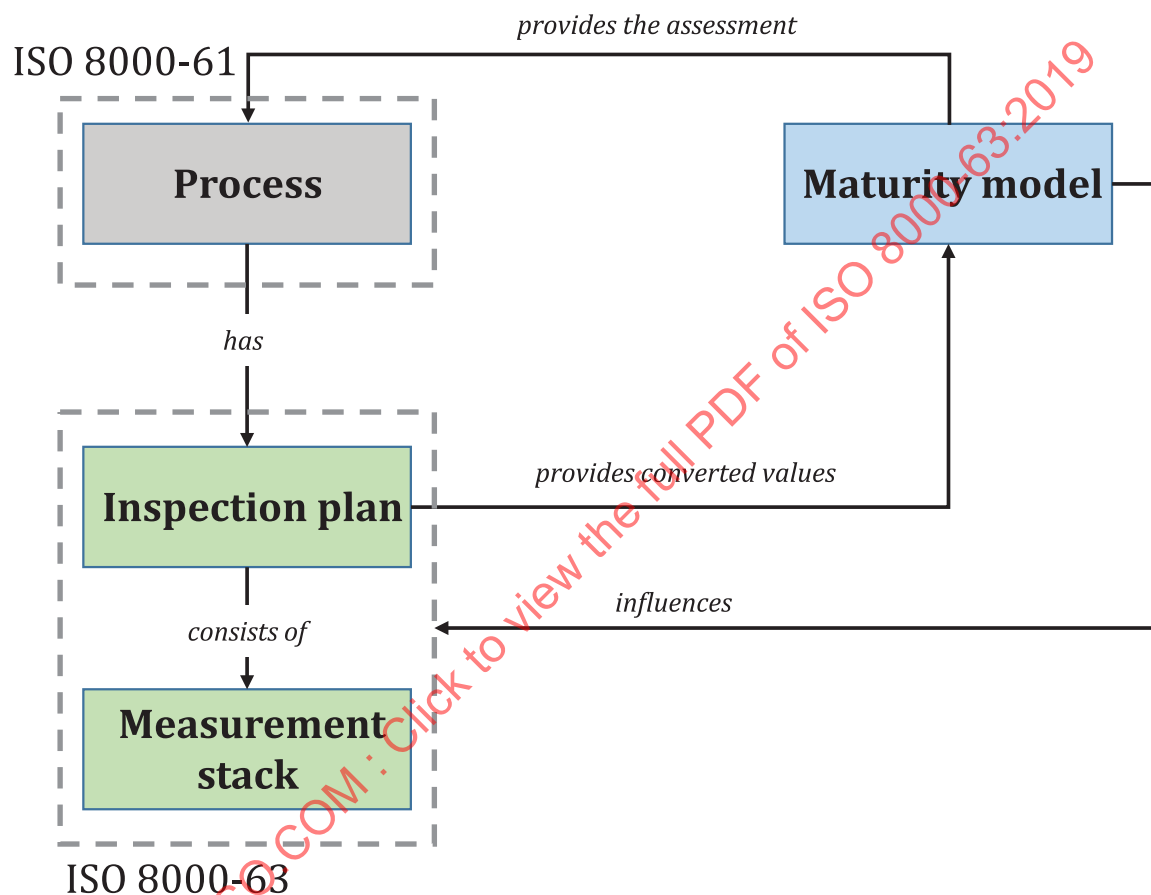 provides the assessment
ISO 8000-61
Process
Maturity model
has
Inspection plan
provides converted values
influences
consists of
Measurement
stack
ISO 8000-63
.COM : Click to view the full PDF of ISO 8000-63:2019